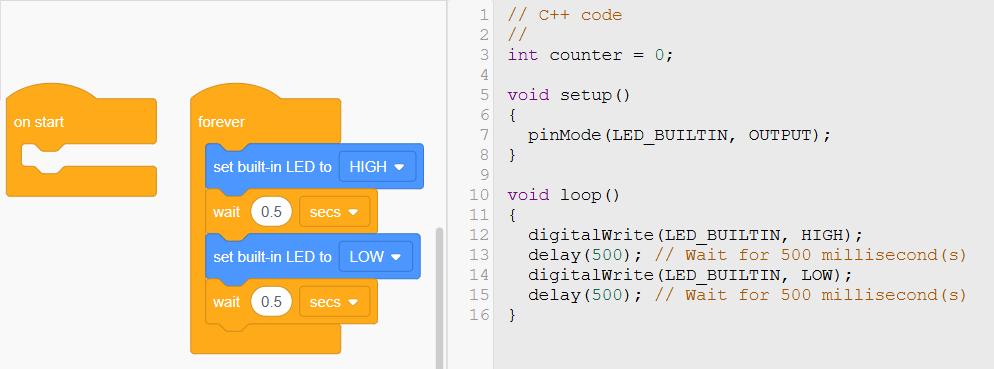 on start
forever
set built-in LED to HIGH
wait 0.5 secs
set built-in LED to LOW
wait 0.5 secs
1 // C++ code
2 //
3 int counter = 0;
4
5 void setup()
6 {
7   pinMode(LED_BUILTIN, OUTPUT);
8 }
9
10 void loop()
11 {
12   digitalWrite(LED_BUILTIN, HIGH);
13   delay(500); // Wait for 500 millisecond(s)
14   digitalWrite(LED_BUILTIN, LOW);
15   delay(500); // Wait for 500 millisecond(s)
16 }